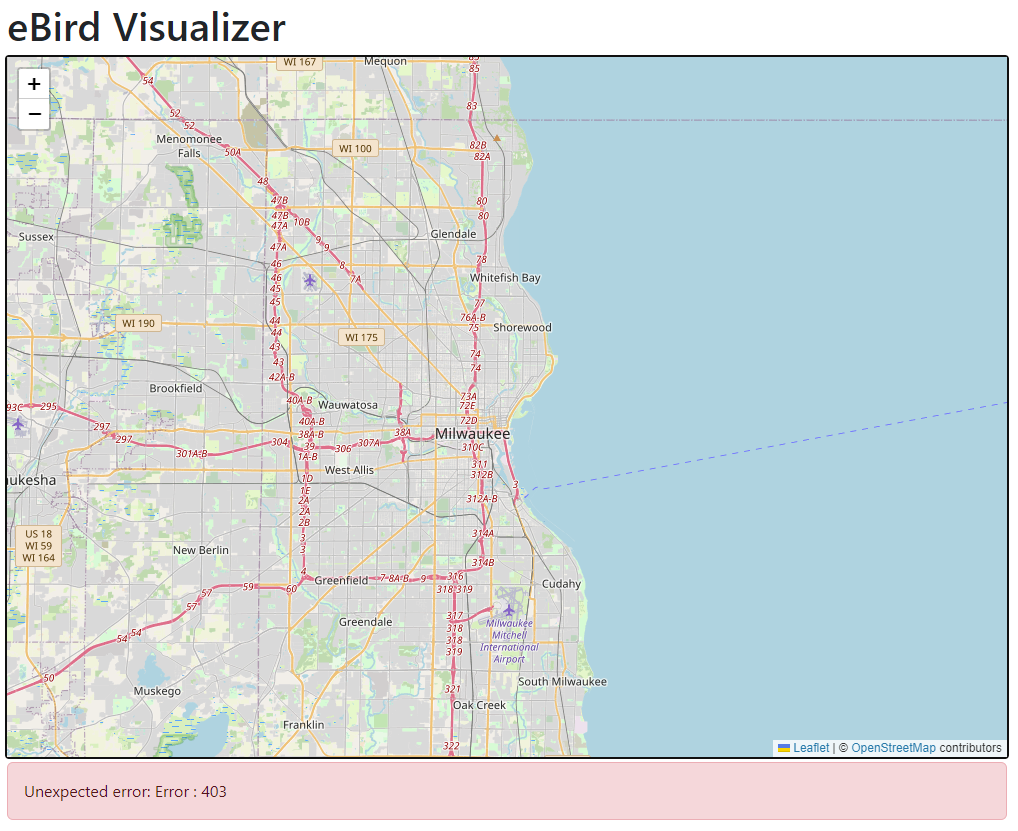 eBird Visualizer
WI 167
Mequon
85
85
+
54
83
−
52
52
Menomonee
Falls
50A
WI 100
82B
82A
48
47B
80
47B
10B
80
47A
9
9
Sussex
Glendale
47A
78
46
8
46
7A
Whitefish Bay
45
45
77
44
WI 190
76A-B
44
WI 175
75
Shorewood
43
74
43
74
42A-B
Brookfield
73A
40A-B
72E
93C
295
Wauwatosa
72D
40A-B
297
38A-B
38A
Milwaukee
297
304
39
306
307A
310C
301A-B
1A-B
311
312B
West Allis
aukesha
1D
3
1E
312A-B
2A
2A
2B
314A
US 18
WI 59
WI 164
3
3
New Berlin
314B
4
Greenfield
7-8A-B
9
316
Cudahy
59
60
318
319
57
57
317
Milwaukee
Mitchell
International
Airport
Greendale
318
54
54
318
319
50
321
South Milwaukee
Muskego
Oak Creek
Franklin
322
Leaflet | © OpenStreetMap contributors
Unexpected error: Error : 403